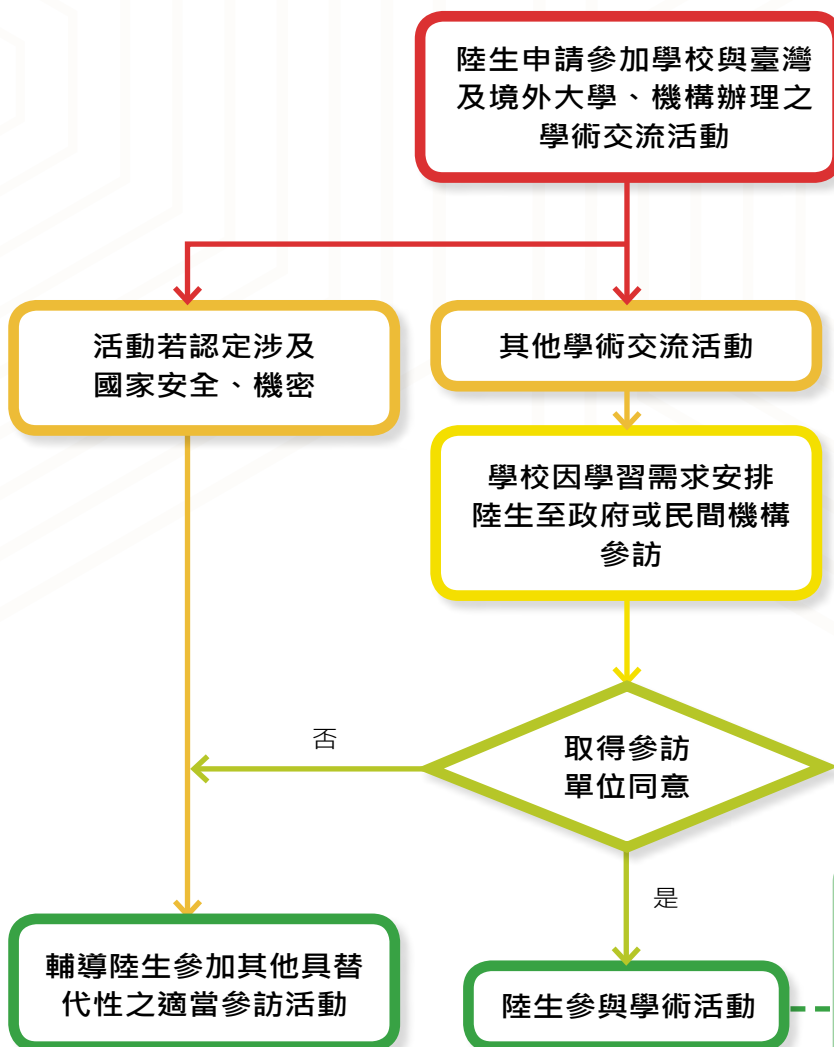 陸生申請參加學校與臺灣
及境外大學、機構辦理之
學術交流活動
活動若認定涉及
國家安全、機密
其他學術交流活動
學校因學習需求安排
陸生至政府或民間機構
參訪
取得參訪
單位同意
否
是
輔導陸生參加其他具替
代性之適當參訪活動
陸生參與學術活動